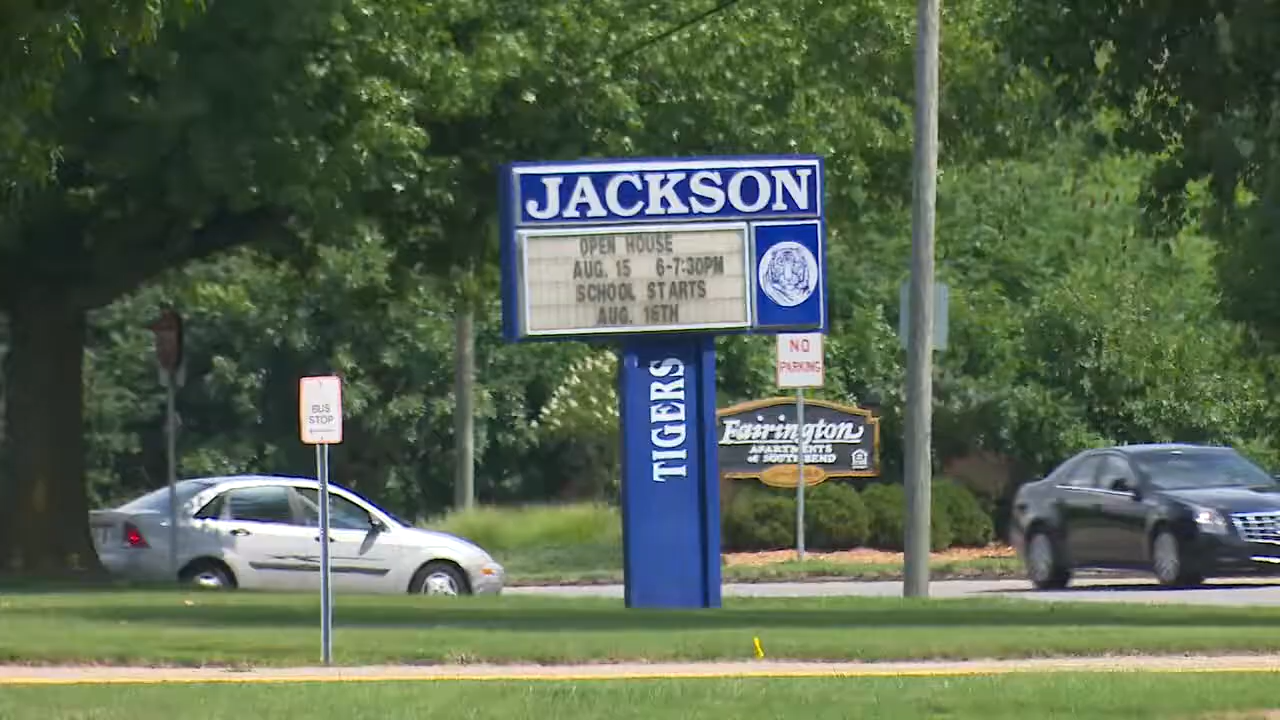 JACKSON
OPEN HOUSE
AUG. 15 6-7:30PM
SCHOOL STARTS
AUG. 16TH
TIGERS
NO
PARKING
BUS
STOP
Fairington
APARTMENTS
of SOUTH BEND